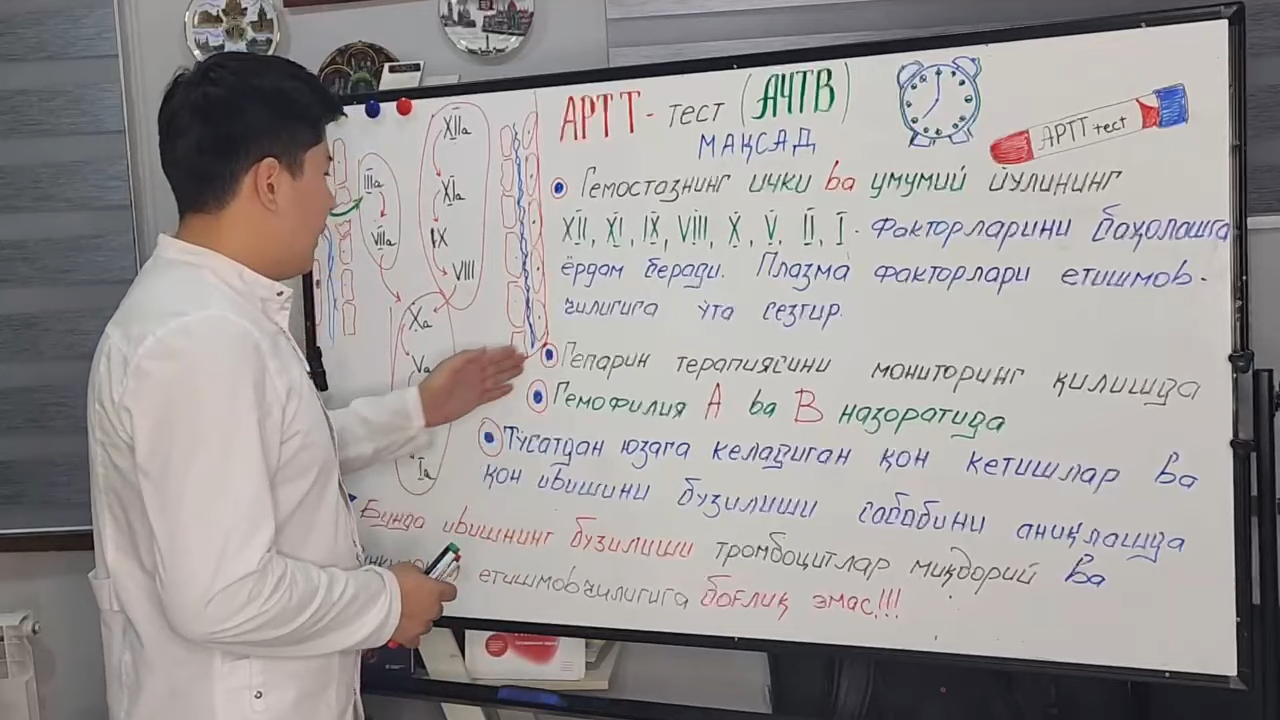 XIIa
XIa
IX
VIII
IIIa
VIIa
Xa
Va
Ia
АРТТ - тест (АЧТВ)
МАҚСАД
АРТТ тест
Гемостазнинг ички ва умумий йўлининг
XII, XI, IX, VIII, X, V, II, I - факторларини баҳолашга
ёрдам беради. Плазма факторлари етишмов-
чилигига ўта сезгир.
Гепарин терапиясини мониторинг қилишда
Гемофилия А ва В назоратида
Тўсатдан юзага келадиган қон кетишлар ва
қон ивишини бузилиши сабабини аниқлашда
Бунда ивишнинг бузилиши тромбоцитлар миқдорий ва
етишмовчилигига боғлиқ эмас!!!